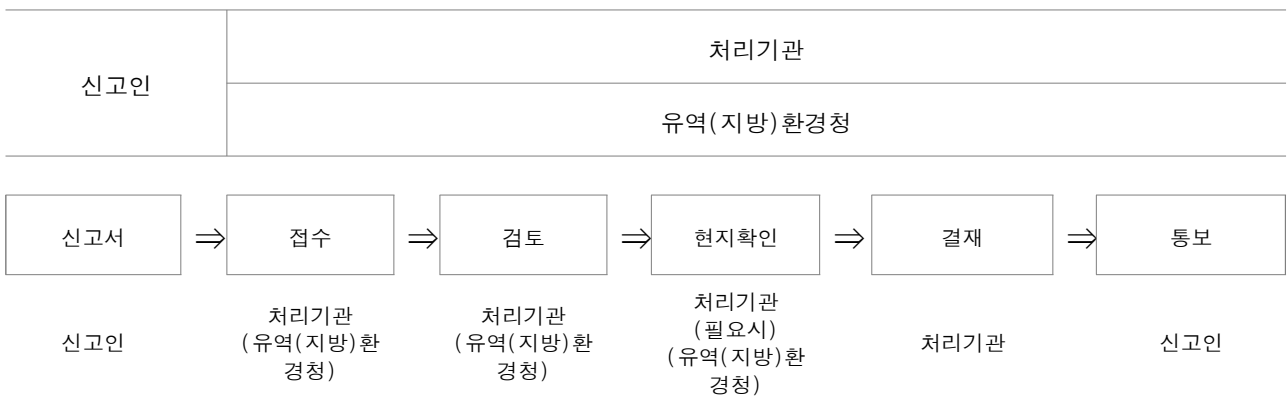 신고인
처리기관
유역(지방)환경청
신고서 ⇒ 접수 ⇒ 검토 ⇒ 현지확인 ⇒ 결재 ⇒ 통보
신고인
처리기관
(유역(지방)환
경청)
처리기관
(유역(지방)환
경청)
처리기관
(필요시)
(유역(지방)환
경청)
처리기관
신고인